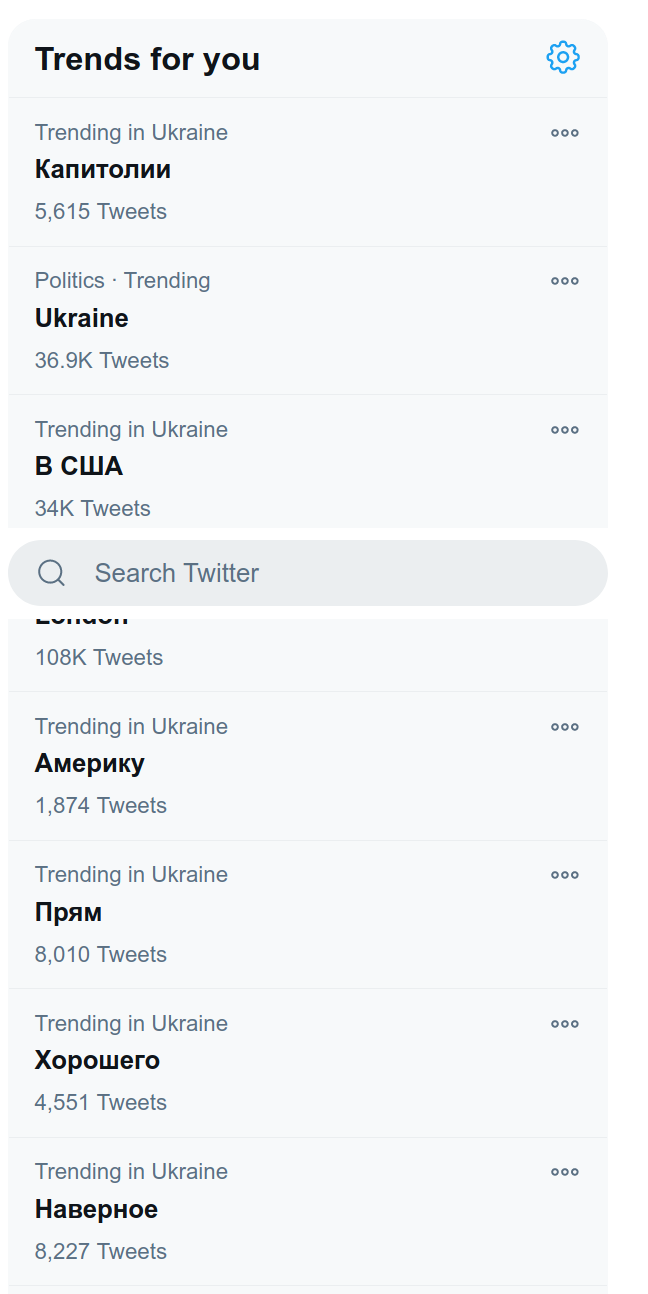 Trends for you
Trending in Ukraine
Капитолии
5,615 Tweets
Politics · Trending
Ukraine
36.9K Tweets
Trending in Ukraine
В США
34K Tweets
Search Twitter
London
108K Tweets
Trending in Ukraine
Америку
1,874 Tweets
Trending in Ukraine
Прям
8,010 Tweets
Trending in Ukraine
Хорошего
4,551 Tweets
Trending in Ukraine
Наверное
8,227 Tweets